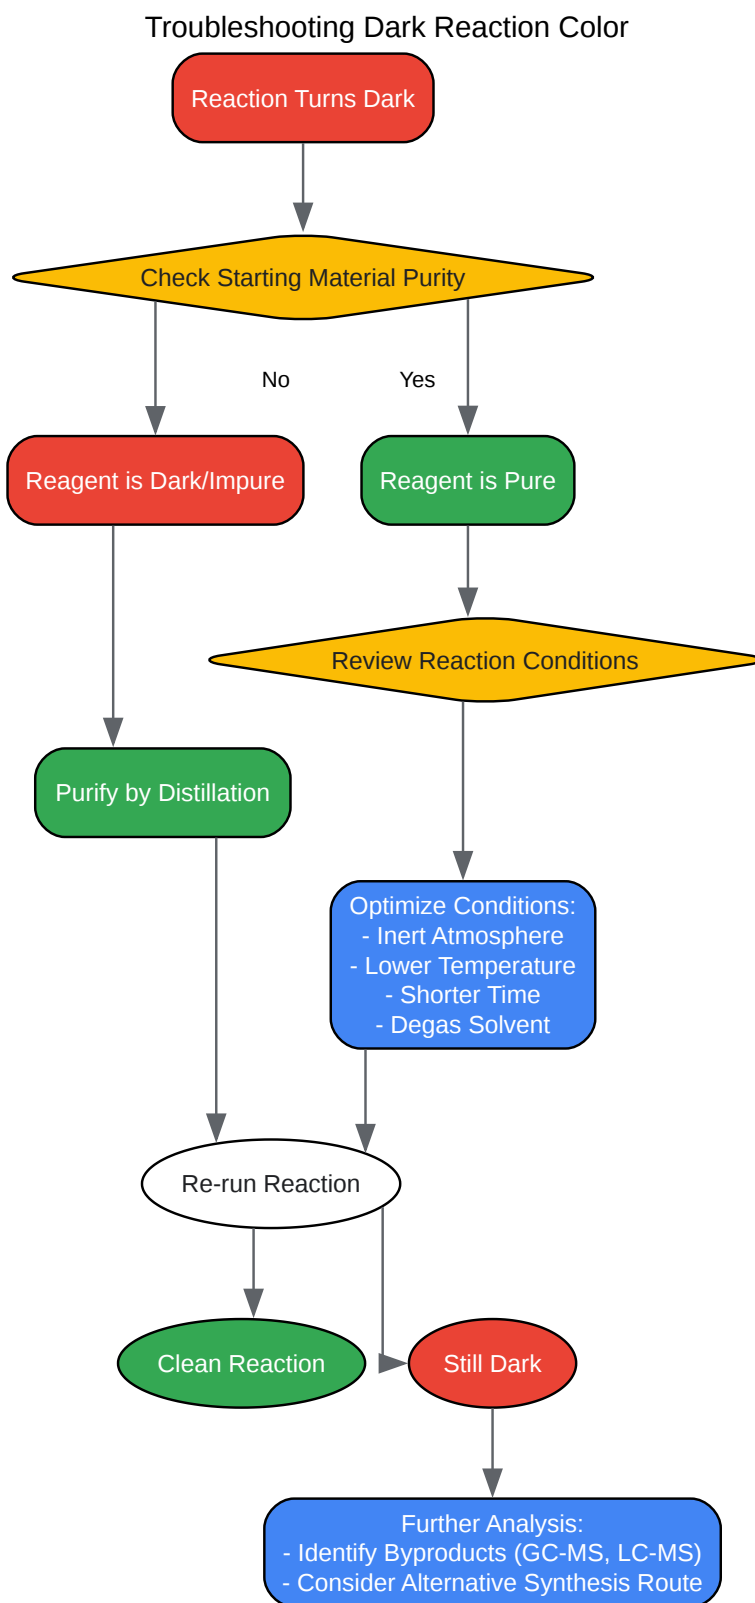 Troubleshooting Dark Reaction Color
Reaction Turns Dark
Check Starting Material Purity
No
Yes
Reagent is Dark/Impure
Reagent is Pure
Review Reaction Conditions
Purify by Distillation
Optimize Conditions:
- Inert Atmosphere
- Lower Temperature
- Shorter Time
- Degas Solvent
Re-run Reaction
Clean Reaction
Still Dark
Further Analysis:
- Identify Byproducts (GC-MS, LC-MS)
- Consider Alternative Synthesis Route